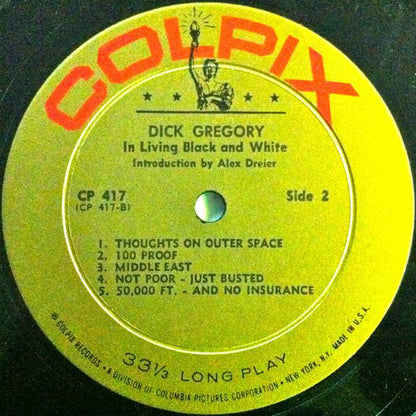 COLPIX
DICK GREGORY
In Living Black and White
Introduction by Alex Dreier
CP 417
(CP 417-B)
Side 2
1. THOUGHTS ON OUTER SPACE
2. 100 PROOF
3. MIDDLE EAST
4. NOT POOR - JUST BUSTED
5. 50,000 FT. - AND NO INSURANCE
33⅓ LONG PLAY
© COLPIX RECORDS • A DIVISION OF COLUMBIA PICTURES CORPORATION • NEW YORK, N.Y. MADE IN U.S.A.